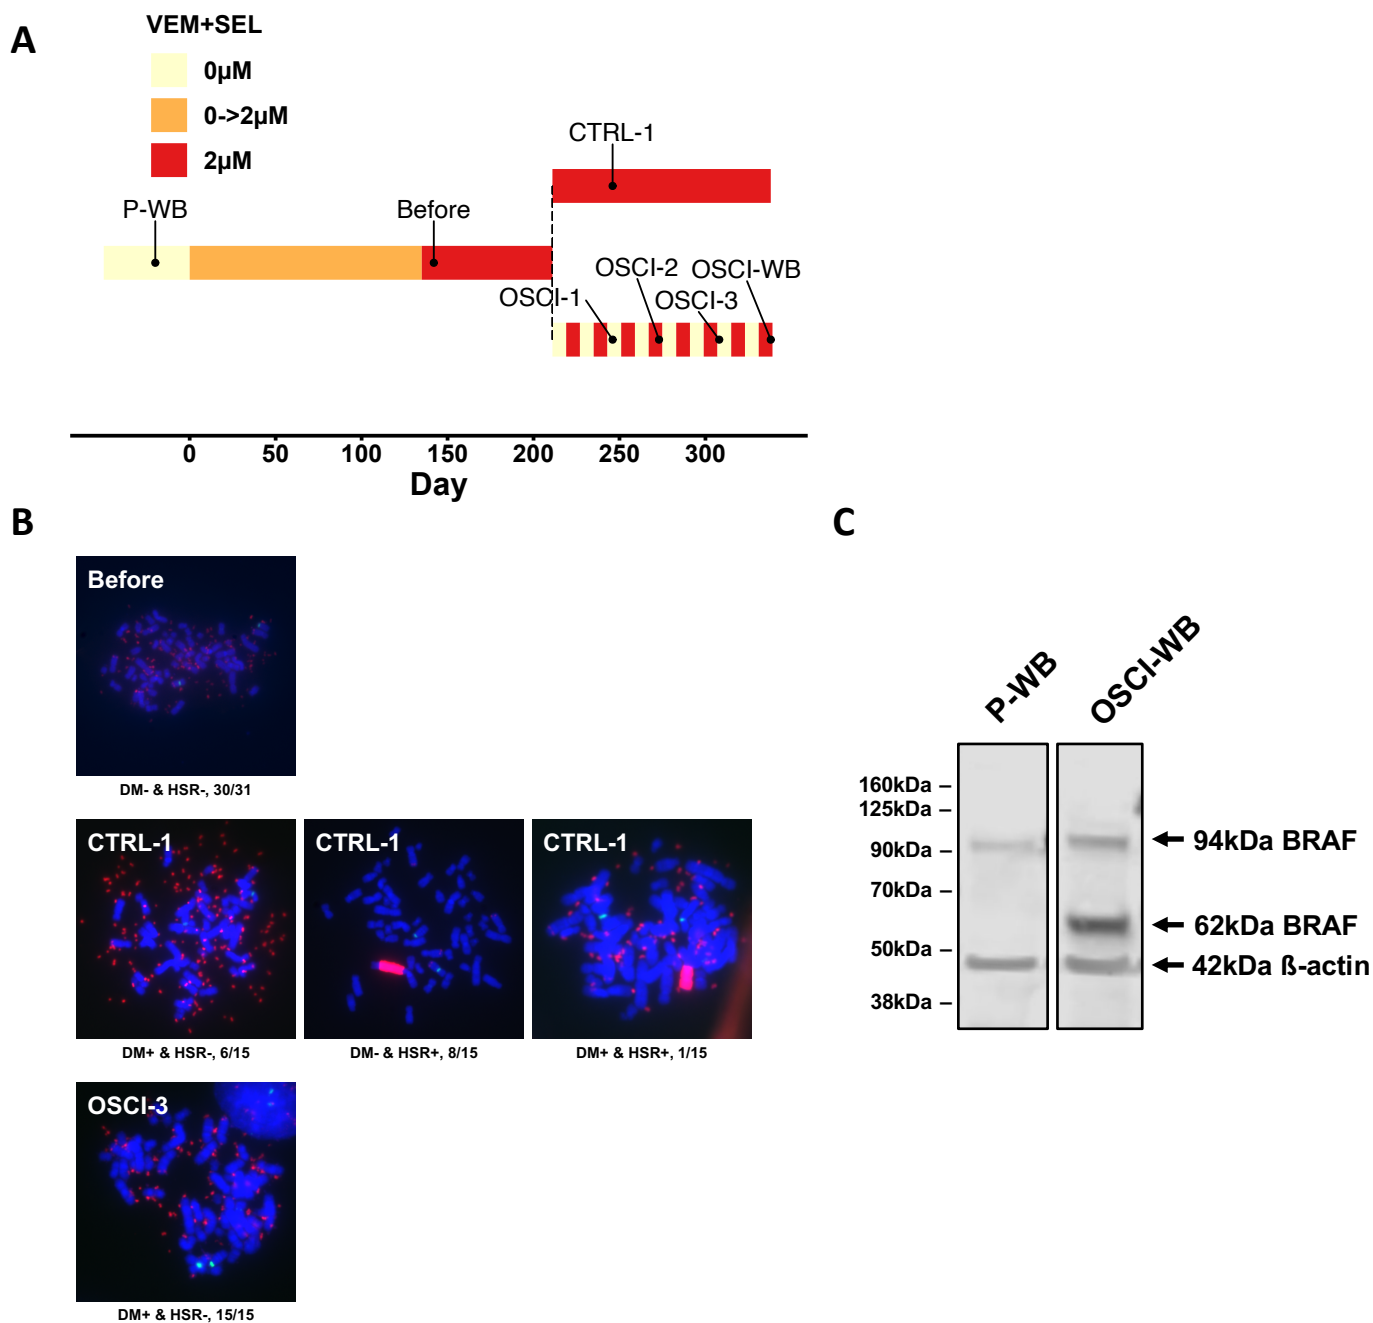 A
VEM+SEL
0µM
0->2µM
2µM
CTRL-1
P-WB
Before
OSCI-2
OSCI-WB
OSCI-1
OSCI-3
0
50
100
150
200
250
300
Day
B
Before
DM- & HSR-, 30/31
CTRL-1
CTRL-1
CTRL-1
DM+ & HSR-, 6/15
DM- & HSR+, 8/15
DM+ & HSR+, 1/15
OSCI-3
DM+ & HSR-, 15/15
C
P-WB
OSCI-WB
160kDa –
125kDa –
90kDa –
70kDa –
50kDa –
38kDa –
94kDa BRAF
62kDa BRAF
42kDa ß-actin